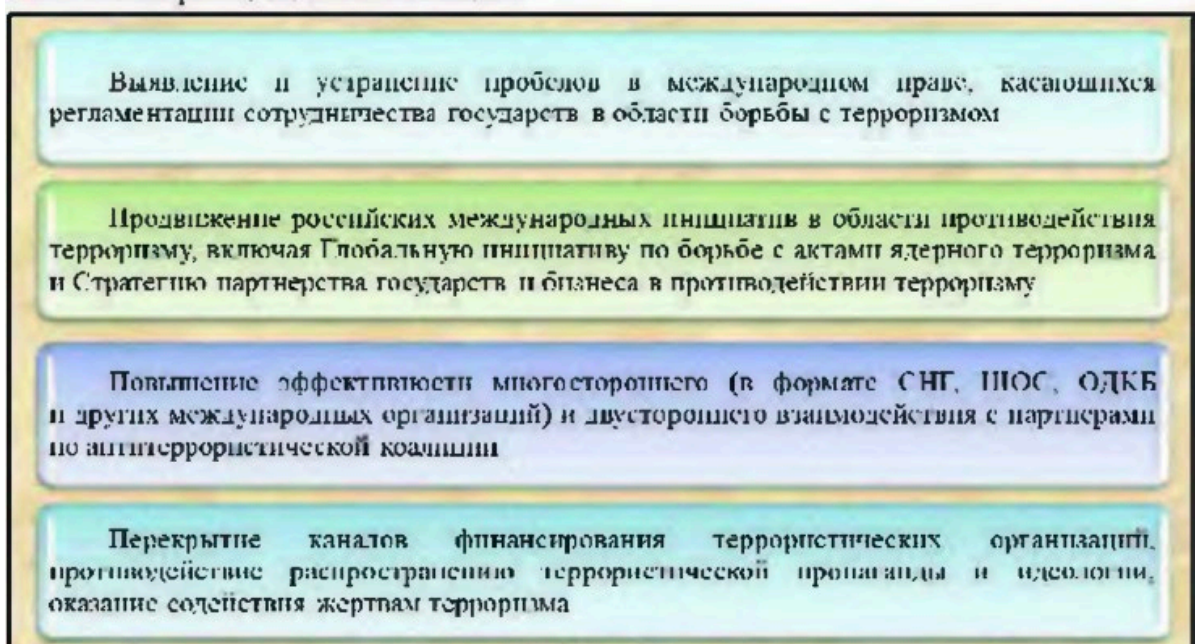 Выявление и устранение пробелов в международном праве, касающихся
регламентации сотрудничества государств в области борьбы с терроризмом
Продвижение российских международных инициатив в области противодействия
терроризму, включая Глобальную инициативу по борьбе с актами ядерного терроризма
и Стратегию партнерства государств и бизнеса в противодействии терроризму
Повышение эффективности многостороннего (в формате СНГ, ШОС, ОДКБ
и других международных организаций) и двустороннего взаимодействия с партнерами
по антитеррористической коалиции
Перекрытие каналов финансирования террористических организаций,
противодействие распространению террористической пропаганды и идеологии,
оказание содействия жертвам терроризма